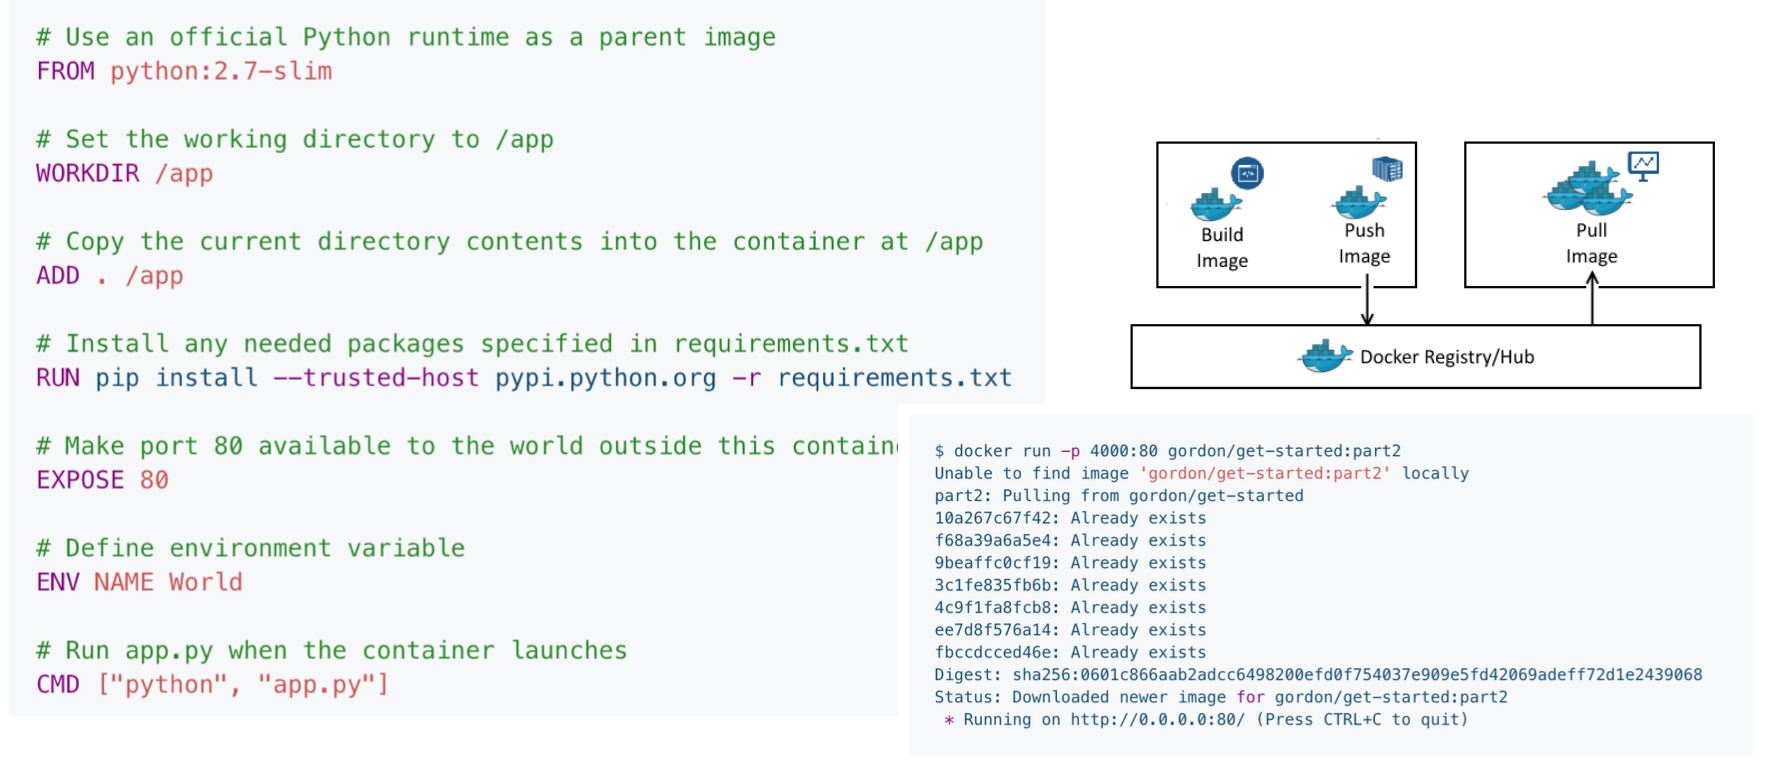 # Use an official Python runtime as a parent image
FROM python:2.7-slim
# Set the working directory to /app
WORKDIR /app
# Copy the current directory contents into the container at /app
ADD . /app
# Install any needed packages specified in requirements.txt
RUN pip install --trusted-host pypi.python.org -r requirements.txt
# Make port 80 available to the world outside this contain
EXPOSE 80
# Define environment variable
ENV NAME World
# Run app.py when the container launches
CMD ["python", "app.py"]
Build
Image
Push
Image
Pull
Image
Docker Registry/Hub
$ docker run -p 4000:80 gordon/get-started:part2
Unable to find image 'gordon/get-started:part2' locally
part2: Pulling from gordon/get-started
10a267c67f42: Already exists
f68a39a6a5e4: Already exists
9beaffc0cf19: Already exists
3c1fe835fb6b: Already exists
4c9f1fa8fcb8: Already exists
ee7d8f576a14: Already exists
fbccdcced46e: Already exists
Digest: sha256:0601c866aab2adcc6498200efd0f754037e909e5fd42069adeff72d1e2439068
Status: Downloaded newer image for gordon/get-started:part2
* Running on http://0.0.0.0:80/ (Press CTRL+C to quit)